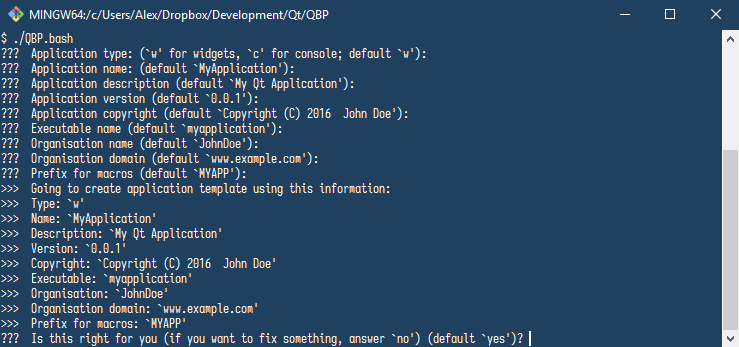 MINGW64:/c/Users/Alex/Dropbox/Development/Qt/QBP
$ ./QBP.bash
???  Application type: (`w' for widgets, `c' for console; default `w'):
???  Application name: (default `MyApplication'):
???  Application description (default `My Qt Application'):
???  Application version (default `0.0.1'):
???  Application copyright (default `Copyright (C) 2016  John Doe'):
???  Executable name (default `myapplication'):
???  Organisation name (default `JohnDoe'):
???  Organisation domain (default `www.example.com'):
???  Prefix for macros (default `MYAPP'):
>>>  Going to create application template using this information:
>>>  Type: `w'
>>>  Name: `MyApplication'
>>>  Description: `My Qt Application'
>>>  Version: `0.0.1'
>>>  Copyright: `Copyright (C) 2016  John Doe'
>>>  Executable: `myapplication'
>>>  Organisation: `JohnDoe'
>>>  Organisation domain: `www.example.com'
>>>  Prefix for macros: `MYAPP'
???  Is this right for you (if you want to fix something, answer `no') (default `yes')?